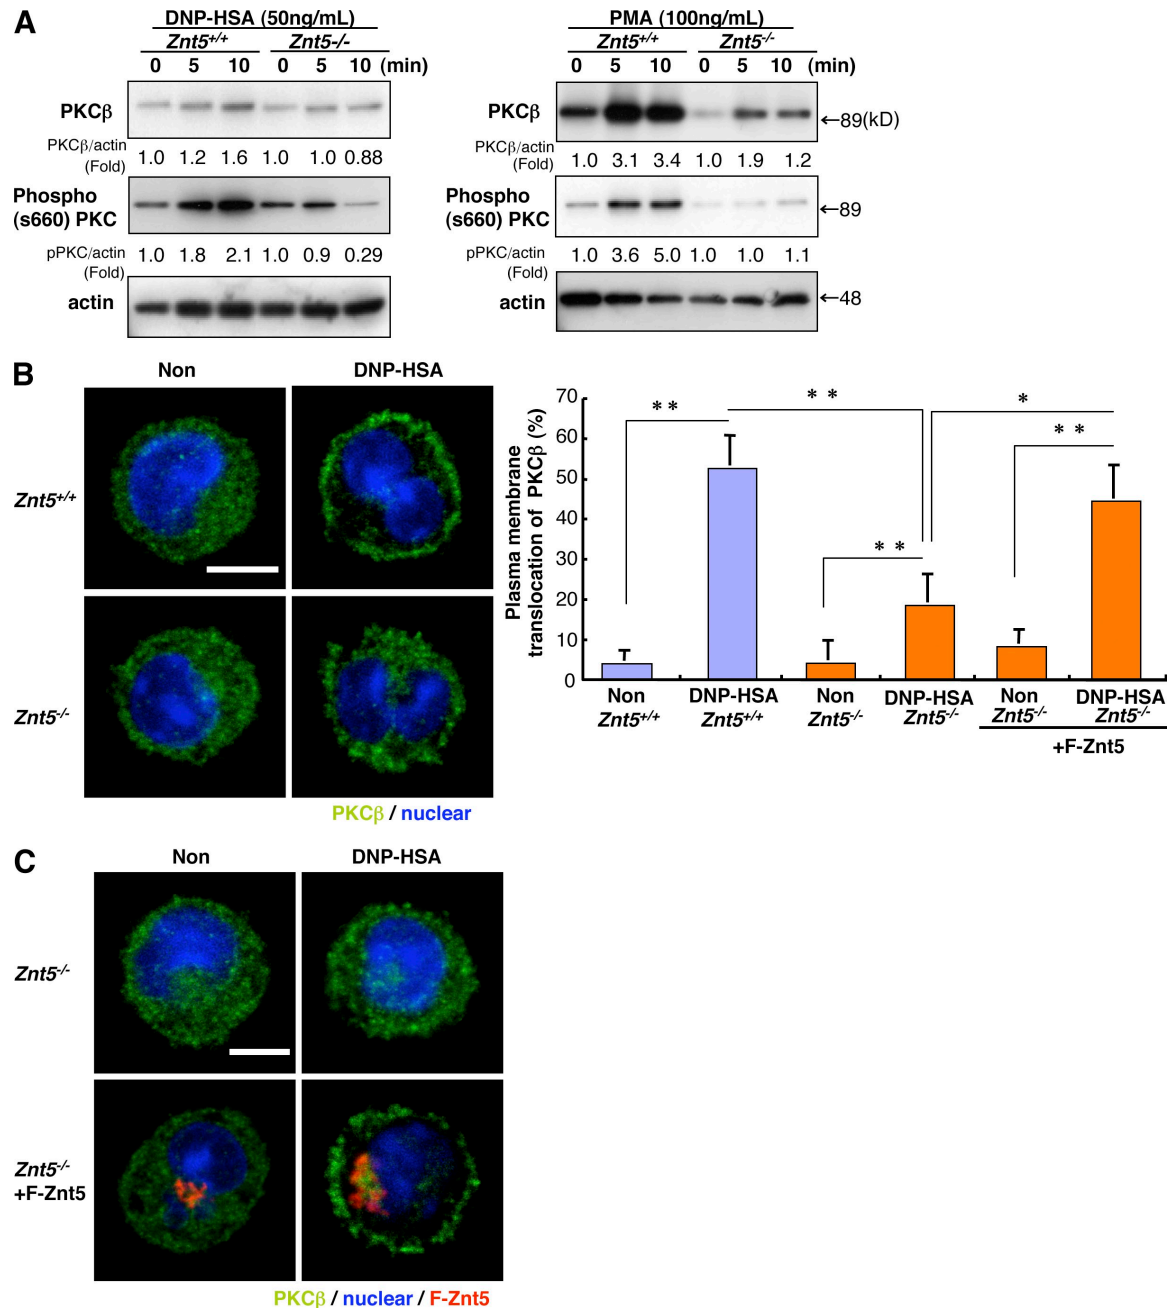 A
DNP-HSA (50ng/mL)
Znt5+/+ Znt5-/-
0 5 10 0 5 10 (min)
PKCβ
PKCβ/actin
(Fold)
1.0 1.2 1.6 1.0 1.0 0.88
Phospho
(s660) PKC
pPKC/actin
(Fold)
1.0 1.8 2.1 1.0 0.9 0.29
actin
PMA (100ng/mL)
Znt5+/+ Znt5-/-
0 5 10 0 5 10 (min)
PKCβ
←89(kD)
PKCβ/actin
(Fold)
1.0 3.1 3.4 1.0 1.9 1.2
Phospho
(s660) PKC
←89
pPKC/actin
(Fold)
1.0 3.6 5.0 1.0 1.0 1.1
actin
←48
B
Non DNP-HSA
Znt5+/+
Znt5-/-
PKCβ / nuclear
Plasma membrane
translocation of PKCβ (%)
70
60
50
40
30
20
10
0
** ** * ** **
Non DNP-HSA Non DNP-HSA Non DNP-HSA
Znt5+/+ Znt5+/+ Znt5-/- Znt5-/- Znt5-/- Znt5-/-
+F-Znt5
C
Non DNP-HSA
Znt5-/-
Znt5-/-
+F-Znt5
PKCβ / nuclear / F-Znt5